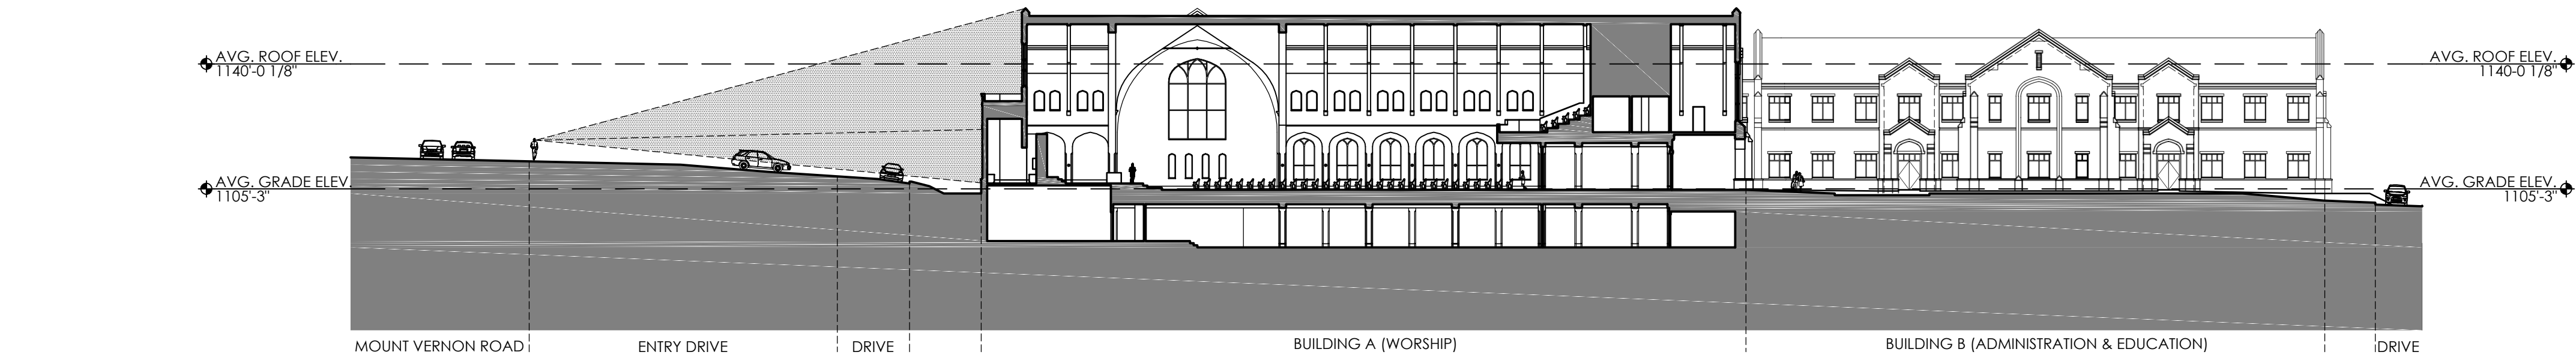 AVG. ROOF ELEV.
1140'-0 1/8"
AVG. ROOF ELEV.
1140-0 1/8"
AVG. GRADE ELEV.
1105'-3"
AVG. GRADE ELEV.
1105'-3"
MOUNT VERNON ROAD
ENTRY DRIVE
DRIVE
BUILDING A (WORSHIP)
BUILDING B (ADMINISTRATION & EDUCATION)
DRIVE